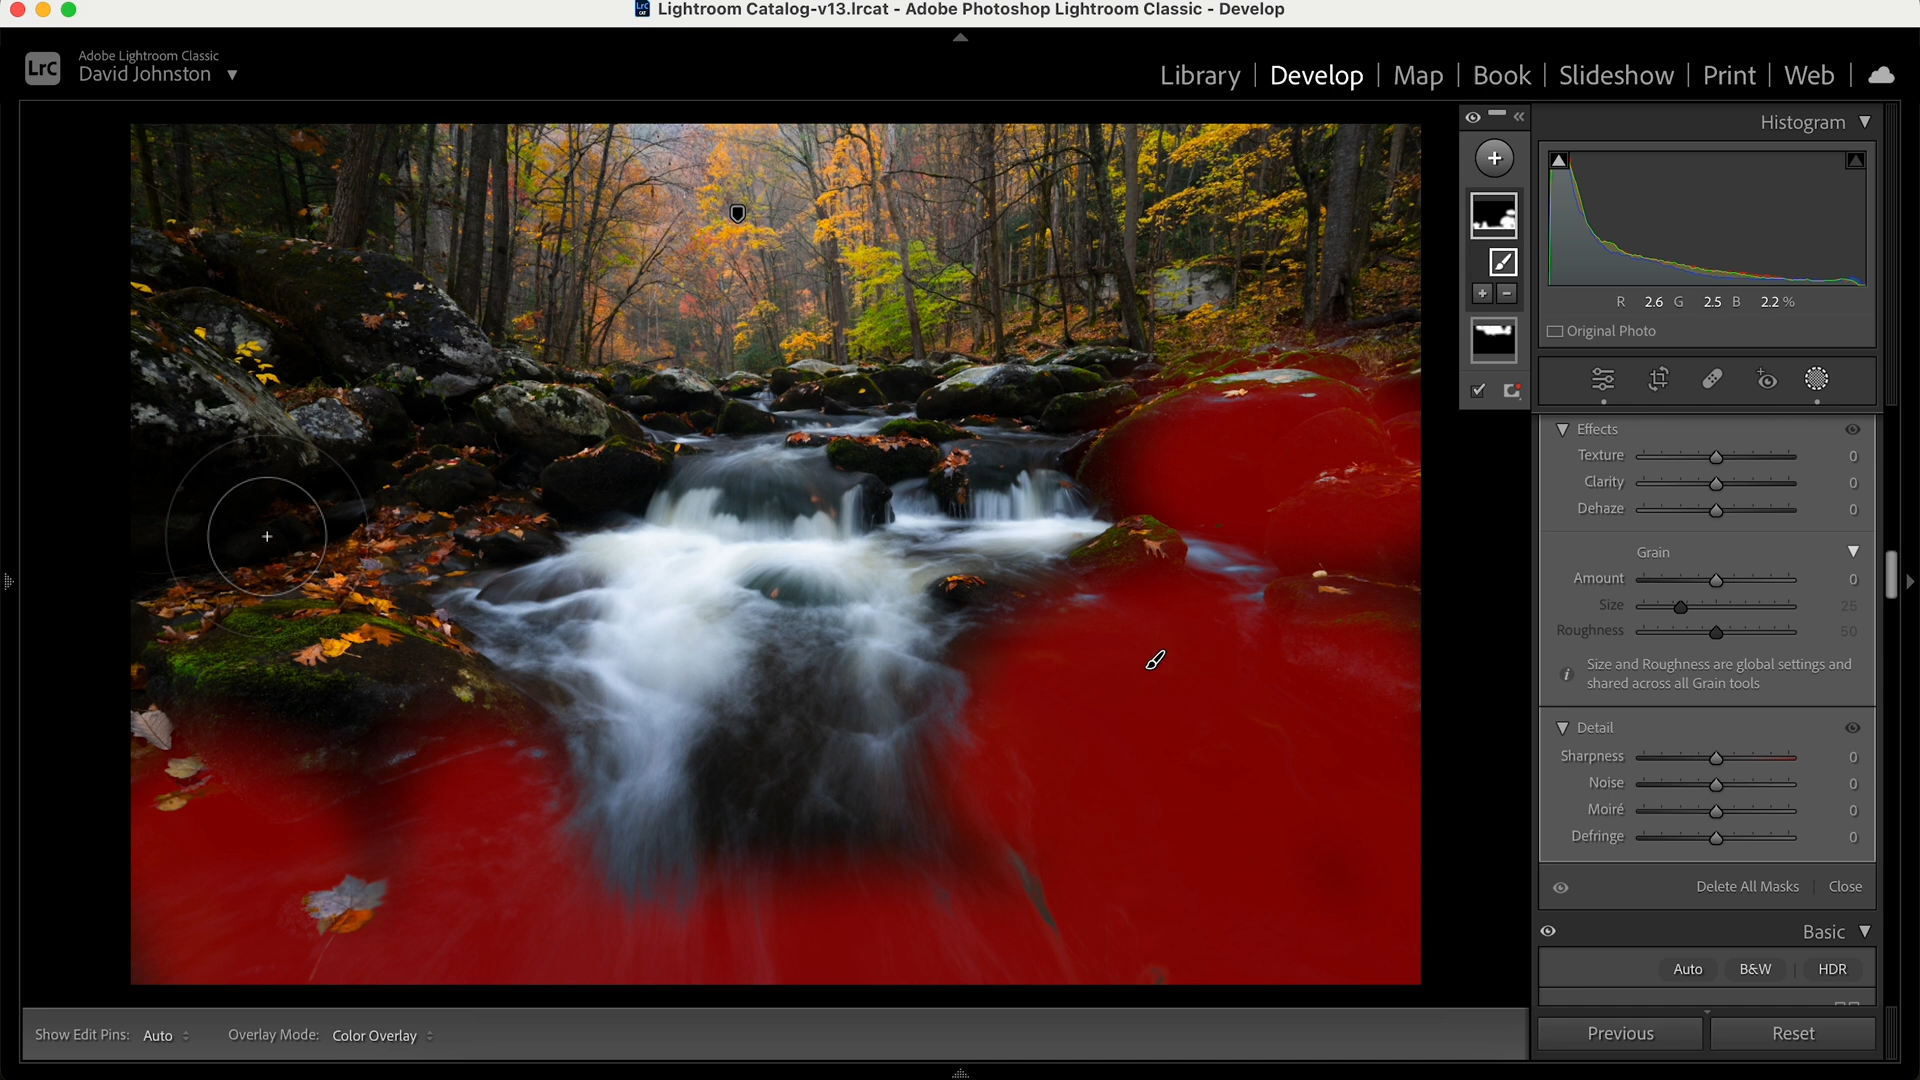 Lightroom Catalog-v13.lrcat - Adobe Photoshop Lightroom Classic - Develop
LrC
Adobe Lightroom Classic
David Johnston
Library | Develop | Map | Book | Slideshow | Print | Web
Histogram
R 2.6 G 2.5 B 2.2 %
Original Photo
Effects
Texture 0
Clarity 0
Dehaze 0
Grain
Amount 0
Size 25
Roughness 50
Size and Roughness are global settings and
shared across all Grain tools
Detail
Sharpness 0
Noise 0
Moiré 0
Defringe 0
Delete All Masks | Close
Basic
Auto B&W | HDR
Show Edit Pins: Auto Overlay Mode: Color Overlay
Previous Reset